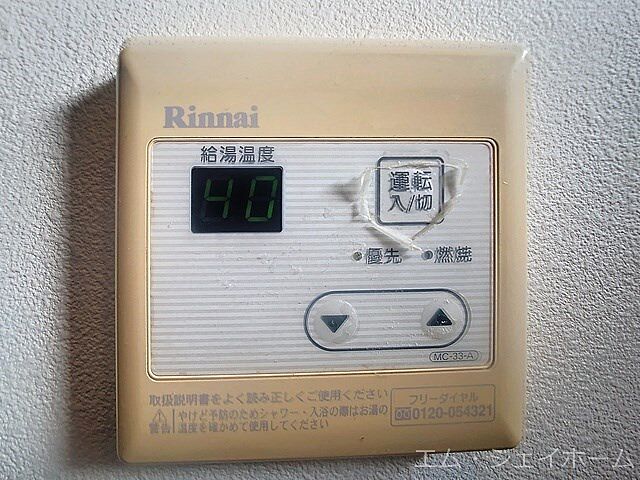 Rinnai
給湯温度
40
運転
入/切
優先 燃焼
MC-33-A
取扱説明書をよく読み正しくご使用ください
警告 やけど予防のためシャワー・入浴の際はお湯の
温度を確かめて使用してください
フリーダイヤル
0120-054321
エム・ジェイホーム